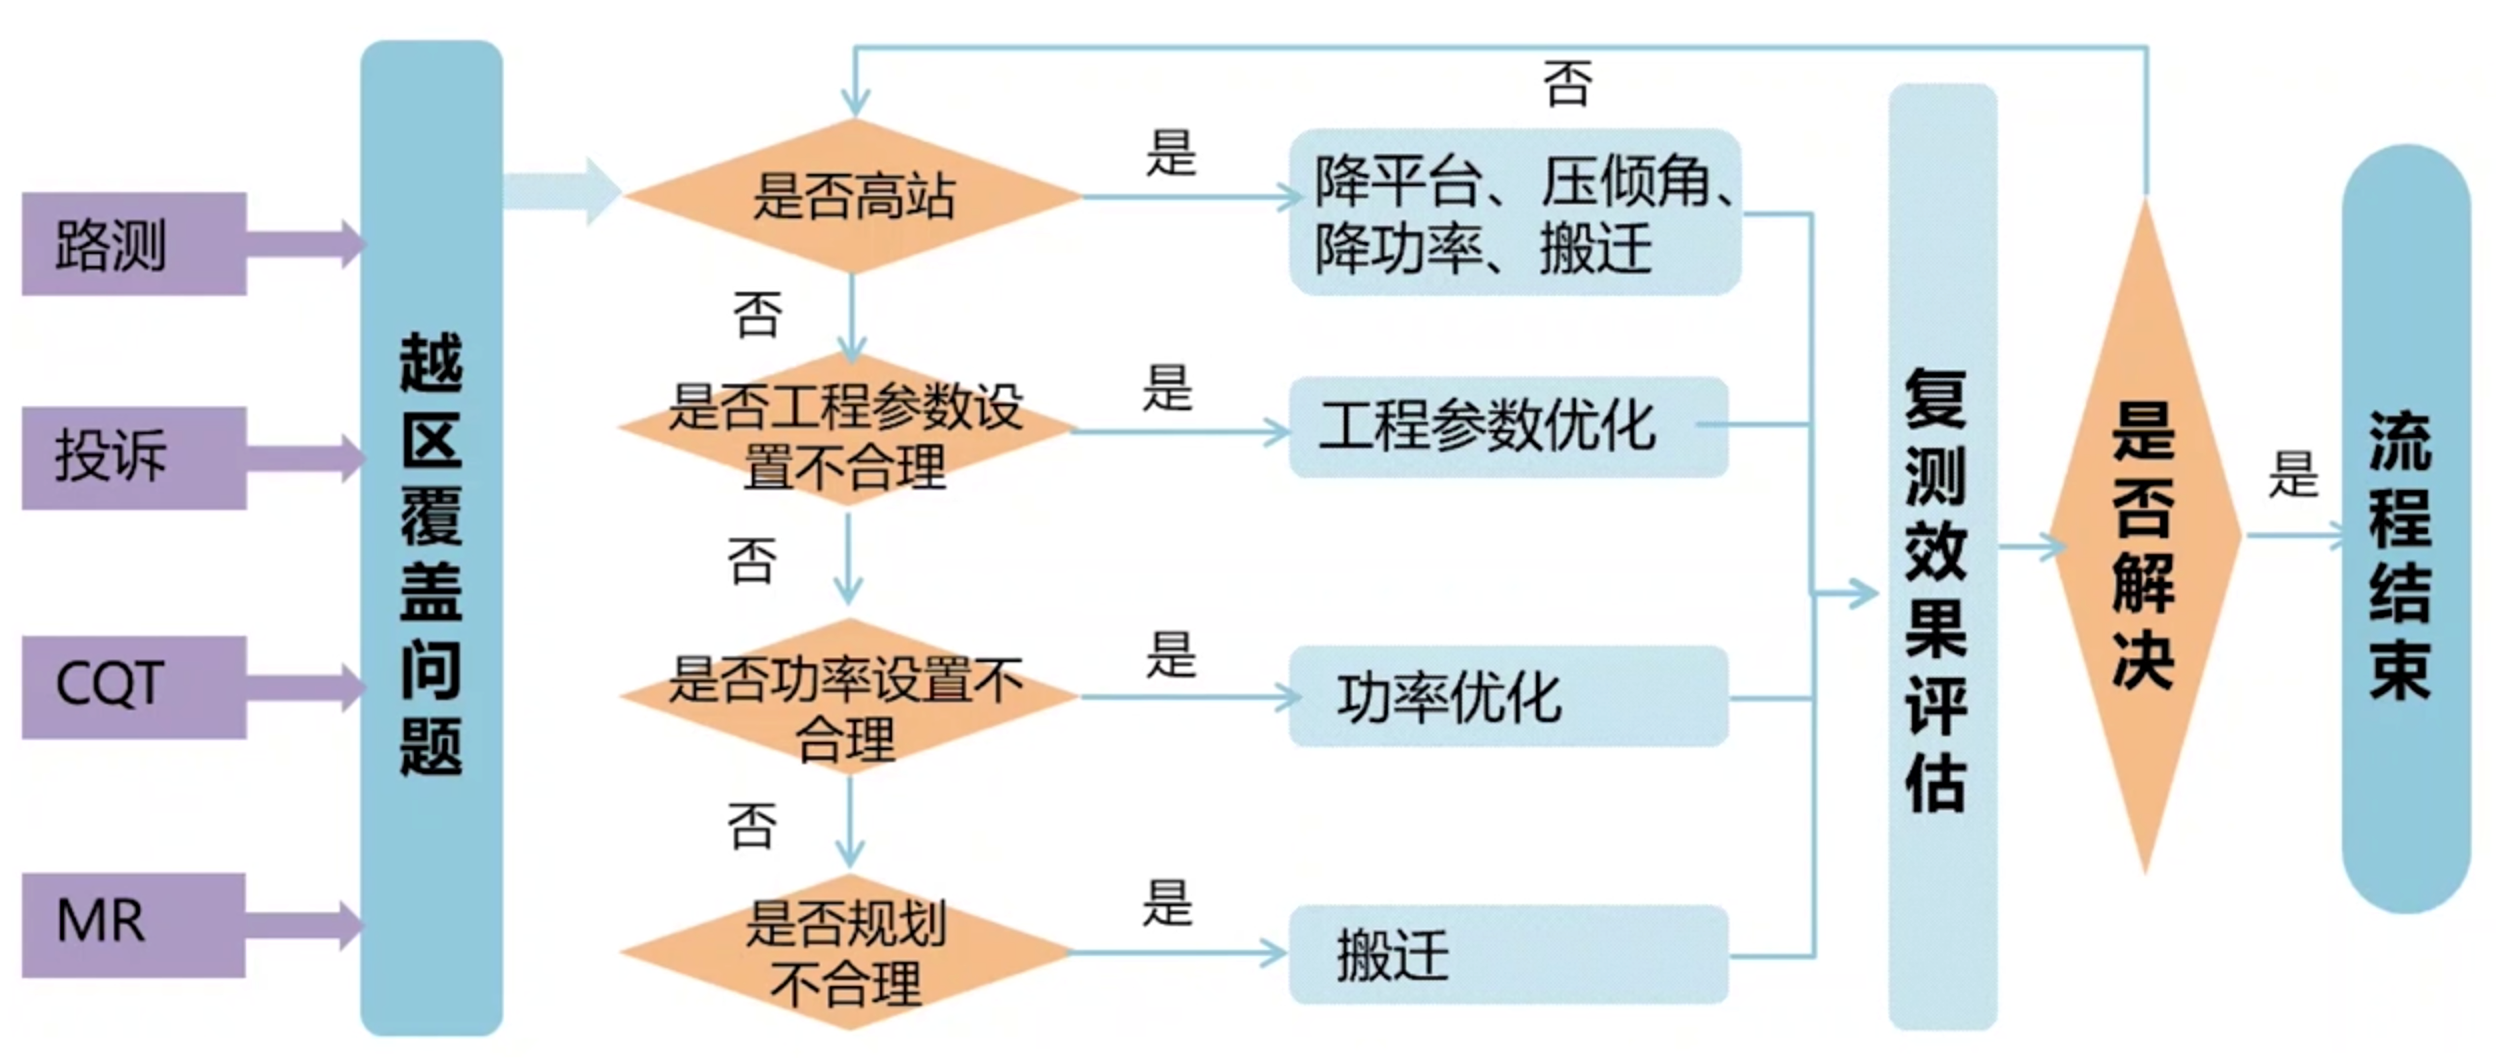 路测
投诉
CQT
MR
越区覆盖问题
是否高站
是
否
降平台、压倾角、
降功率、搬迁
否
是否工程参数设
置不合理
是
工程参数优化
否
是否功率设置不
合理
是
功率优化
否
是否规划
不合理
是
搬迁
复测效果评估
是否解决
是
流程结束